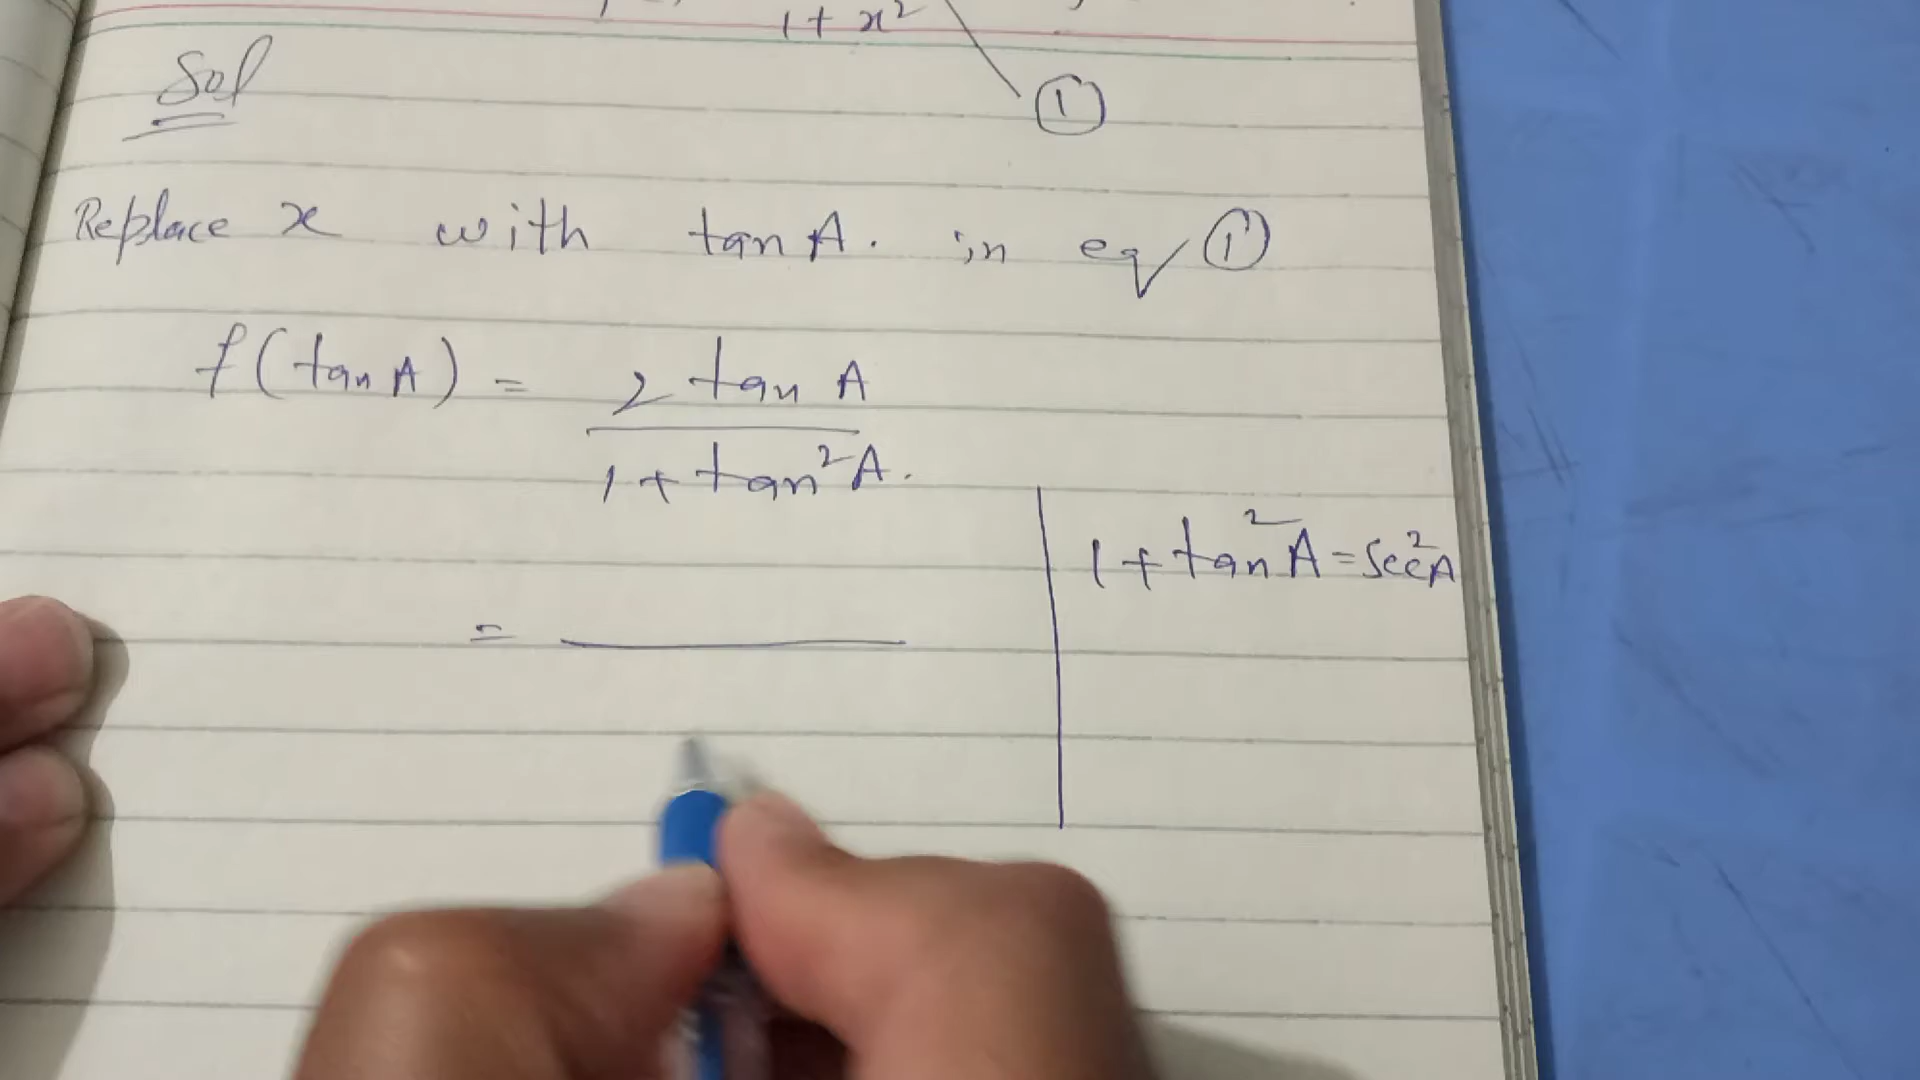 1 + x²
Sol
①
Replace x with tan A. in eq ①
f(tan A) = 2 tan A
1 + tan²A.
1 + tan²A = Sec²A
=